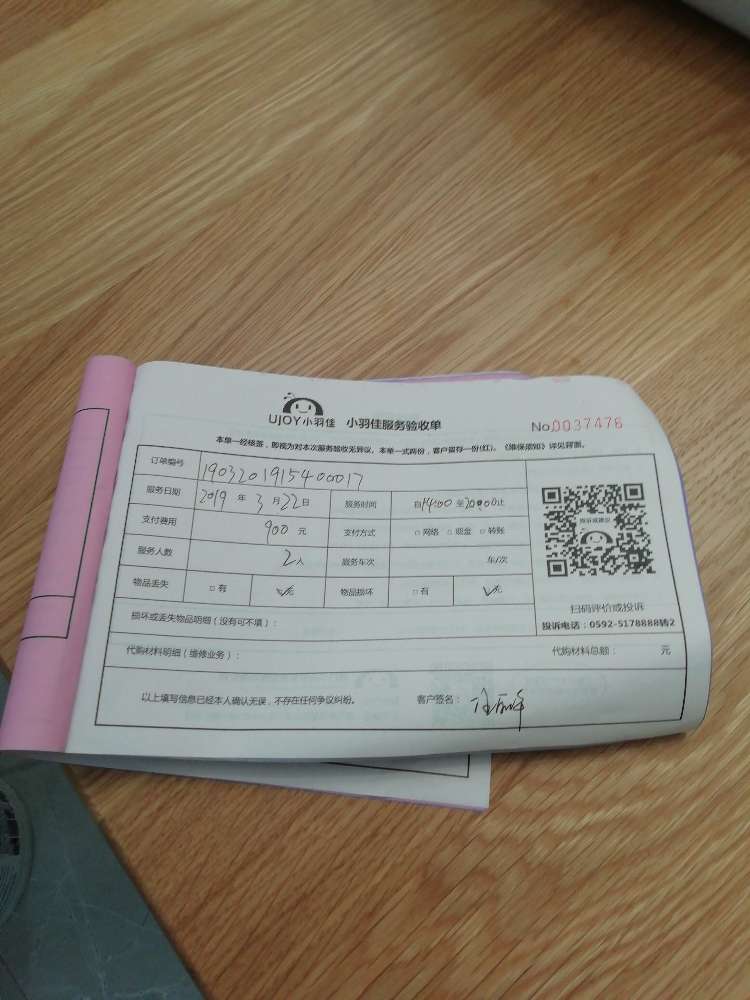 UJOY小羽佳 小羽佳服务验收单 No.0037476
本单一经核签，即视为对本次服务验收无异议。本单一式两份，客户留存一份(红)。《维保须知》详见背面。
订单编号 1903201915400017
服务日期 2019 年 3 月 22 日 服务时间 自14:00 至20:00止
支付费用 900 元 支付方式 □ 网络 □ 现金 □ 转账
服务人数 2人 服务车次 车/次
物品丢失 □ 有 ☑无 物品损坏 □ 有 ☑无
投诉或建议
扫码评价或投诉
投诉电话：0592-5178888转2
损坏或丢失物品明细（没有可不填）：
代购材料明细（维修业务）： 代购材料总额： 元
以上填写信息已经本人确认无误，不存在任何争议纠纷。 客户签名：